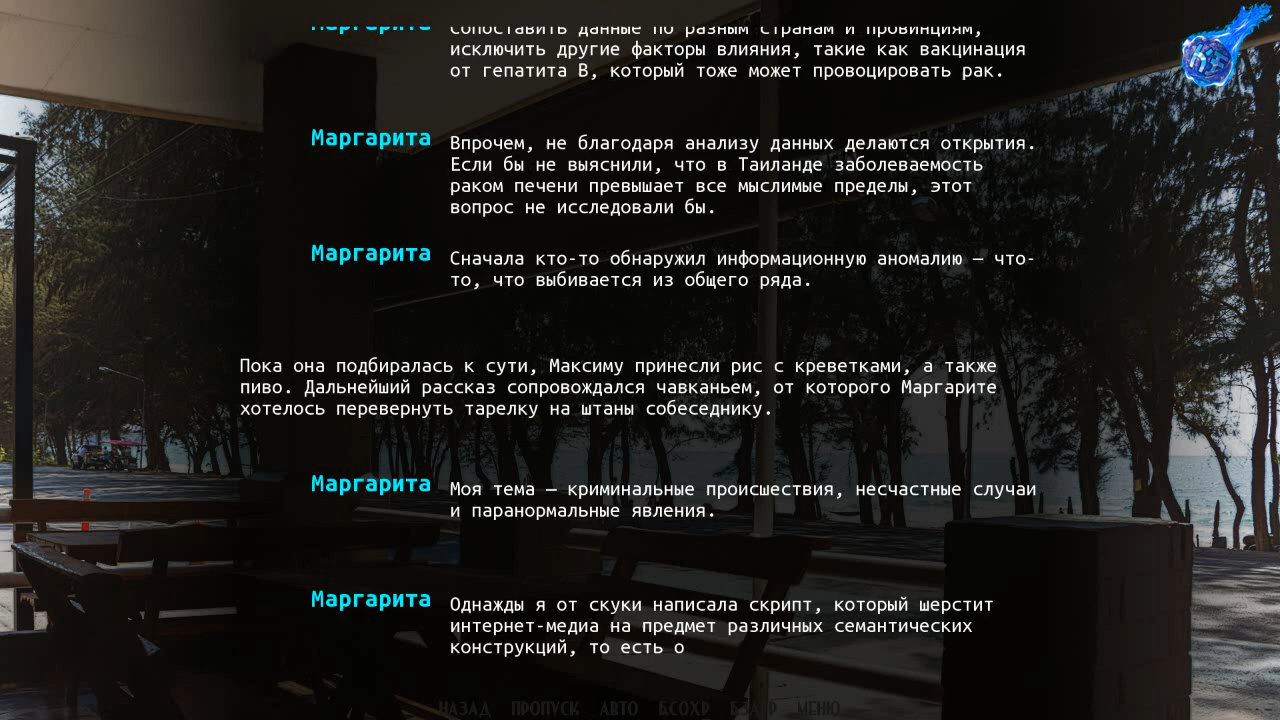 Маргарита
сопоставить данные по разным странам и провинциям,
исключить другие факторы влияния, такие как вакцинация
от гепатита B, который тоже может провоцировать рак.
Маргарита
Впрочем, не благодаря анализу данных делаются открытия.
Если бы не выяснили, что в Таиланде заболеваемость
раком печени превышает все мыслимые пределы, этот
вопрос не исследовали бы.
Маргарита
Сначала кто-то обнаружил информационную аномалию — что-
то, что выбивается из общего ряда.
Пока она подбиралась к сути, Максиму принесли рис с креветками, а также
пиво. Дальнейший рассказ сопровождался чавканьем, от которого Маргарите
хотелось перевернуть тарелку на штаны собеседнику.
Маргарита
Моя тема — криминальные происшествия, несчастные случаи
и паранормальные явления.
Маргарита
Однажды я от скуки написала скрипт, который шерстит
интернет-медиа на предмет различных семантических
конструкций, то есть о
НАЗАД ПРОПУСК АВТО БСОХР БЗАГР МЕНЮ